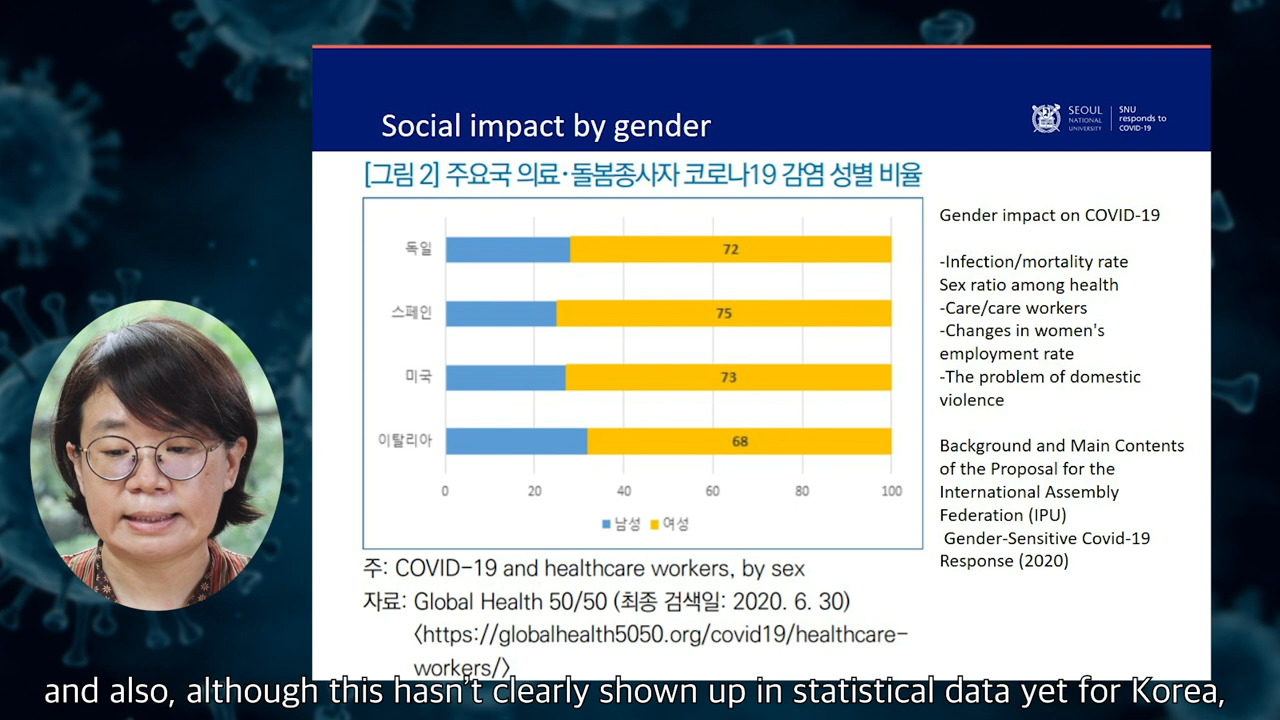 Social impact by gender
SEOUL
NATIONAL
UNIVERSITY
SNU
responds to
COVID-19
[그림 2] 주요국 의료·돌봄종사자 코로나19 감염 성별 비율
독일 72
스페인 75
미국 73
이탈리아 68
0 20 40 60 80 100
남성 여성
주: COVID-19 and healthcare workers, by sex
자료: Global Health 50/50 (최종 검색일: 2020. 6. 30)
〈https://globalhealth5050.org/covid19/healthcare-
workers/〉
Gender impact on COVID-19
-Infection/mortality rate
Sex ratio among health
-Care/care workers
-Changes in women's
employment rate
-The problem of domestic
violence
Background and Main Contents
of the Proposal for the
International Assembly
Federation (IPU)
Gender-Sensitive Covid-19
Response (2020)
and also, although this hasn't clearly shown up in statistical data yet for Korea,